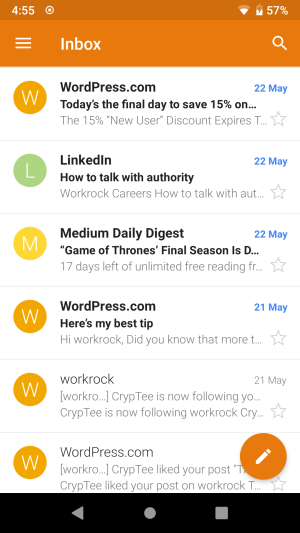 4:55
57%
Inbox
W
WordPress.com
22 May
Today's the final day to save 15% on…
The 15% "New User" Discount Expires T…
L
LinkedIn
22 May
How to talk with authority
Workrock Careers How to talk with aut…
M
Medium Daily Digest
22 May
“Game of Thrones’ Final Season Is D…
17 days left of unlimited free reading fr…
W
WordPress.com
21 May
Here’s my best tip
Hi workrock, Did you know that more t…
W
workrock
21 May
[workro…] CrypTee is now following yo…
CrypTee is now following workrock Cry…
W
WordPress.com
[workro…] CrypTee liked your post "T
CrypTee liked your post on workrock T…